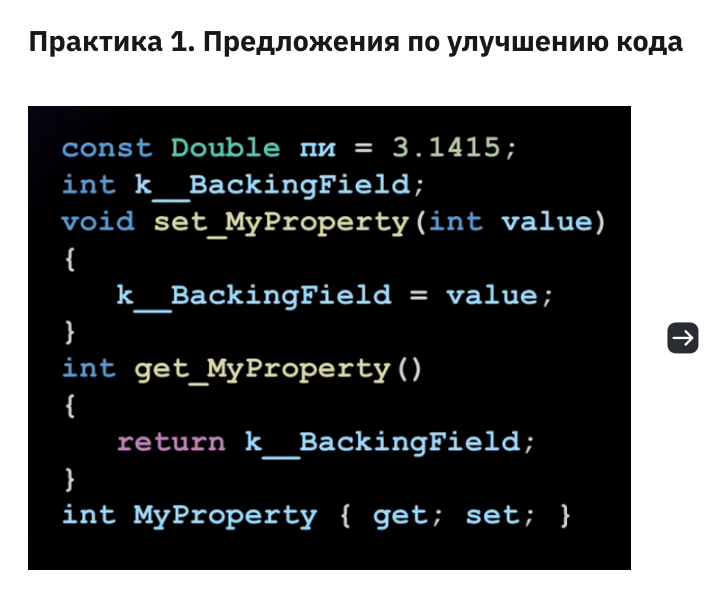 Практика 1. Предложения по улучшению кода
const Double пи = 3.1415;
int k__BackingField;
void set_MyProperty(int value)
{
k__BackingField = value;
}
int get_MyProperty()
{
return k__BackingField;
}
int MyProperty { get; set; }